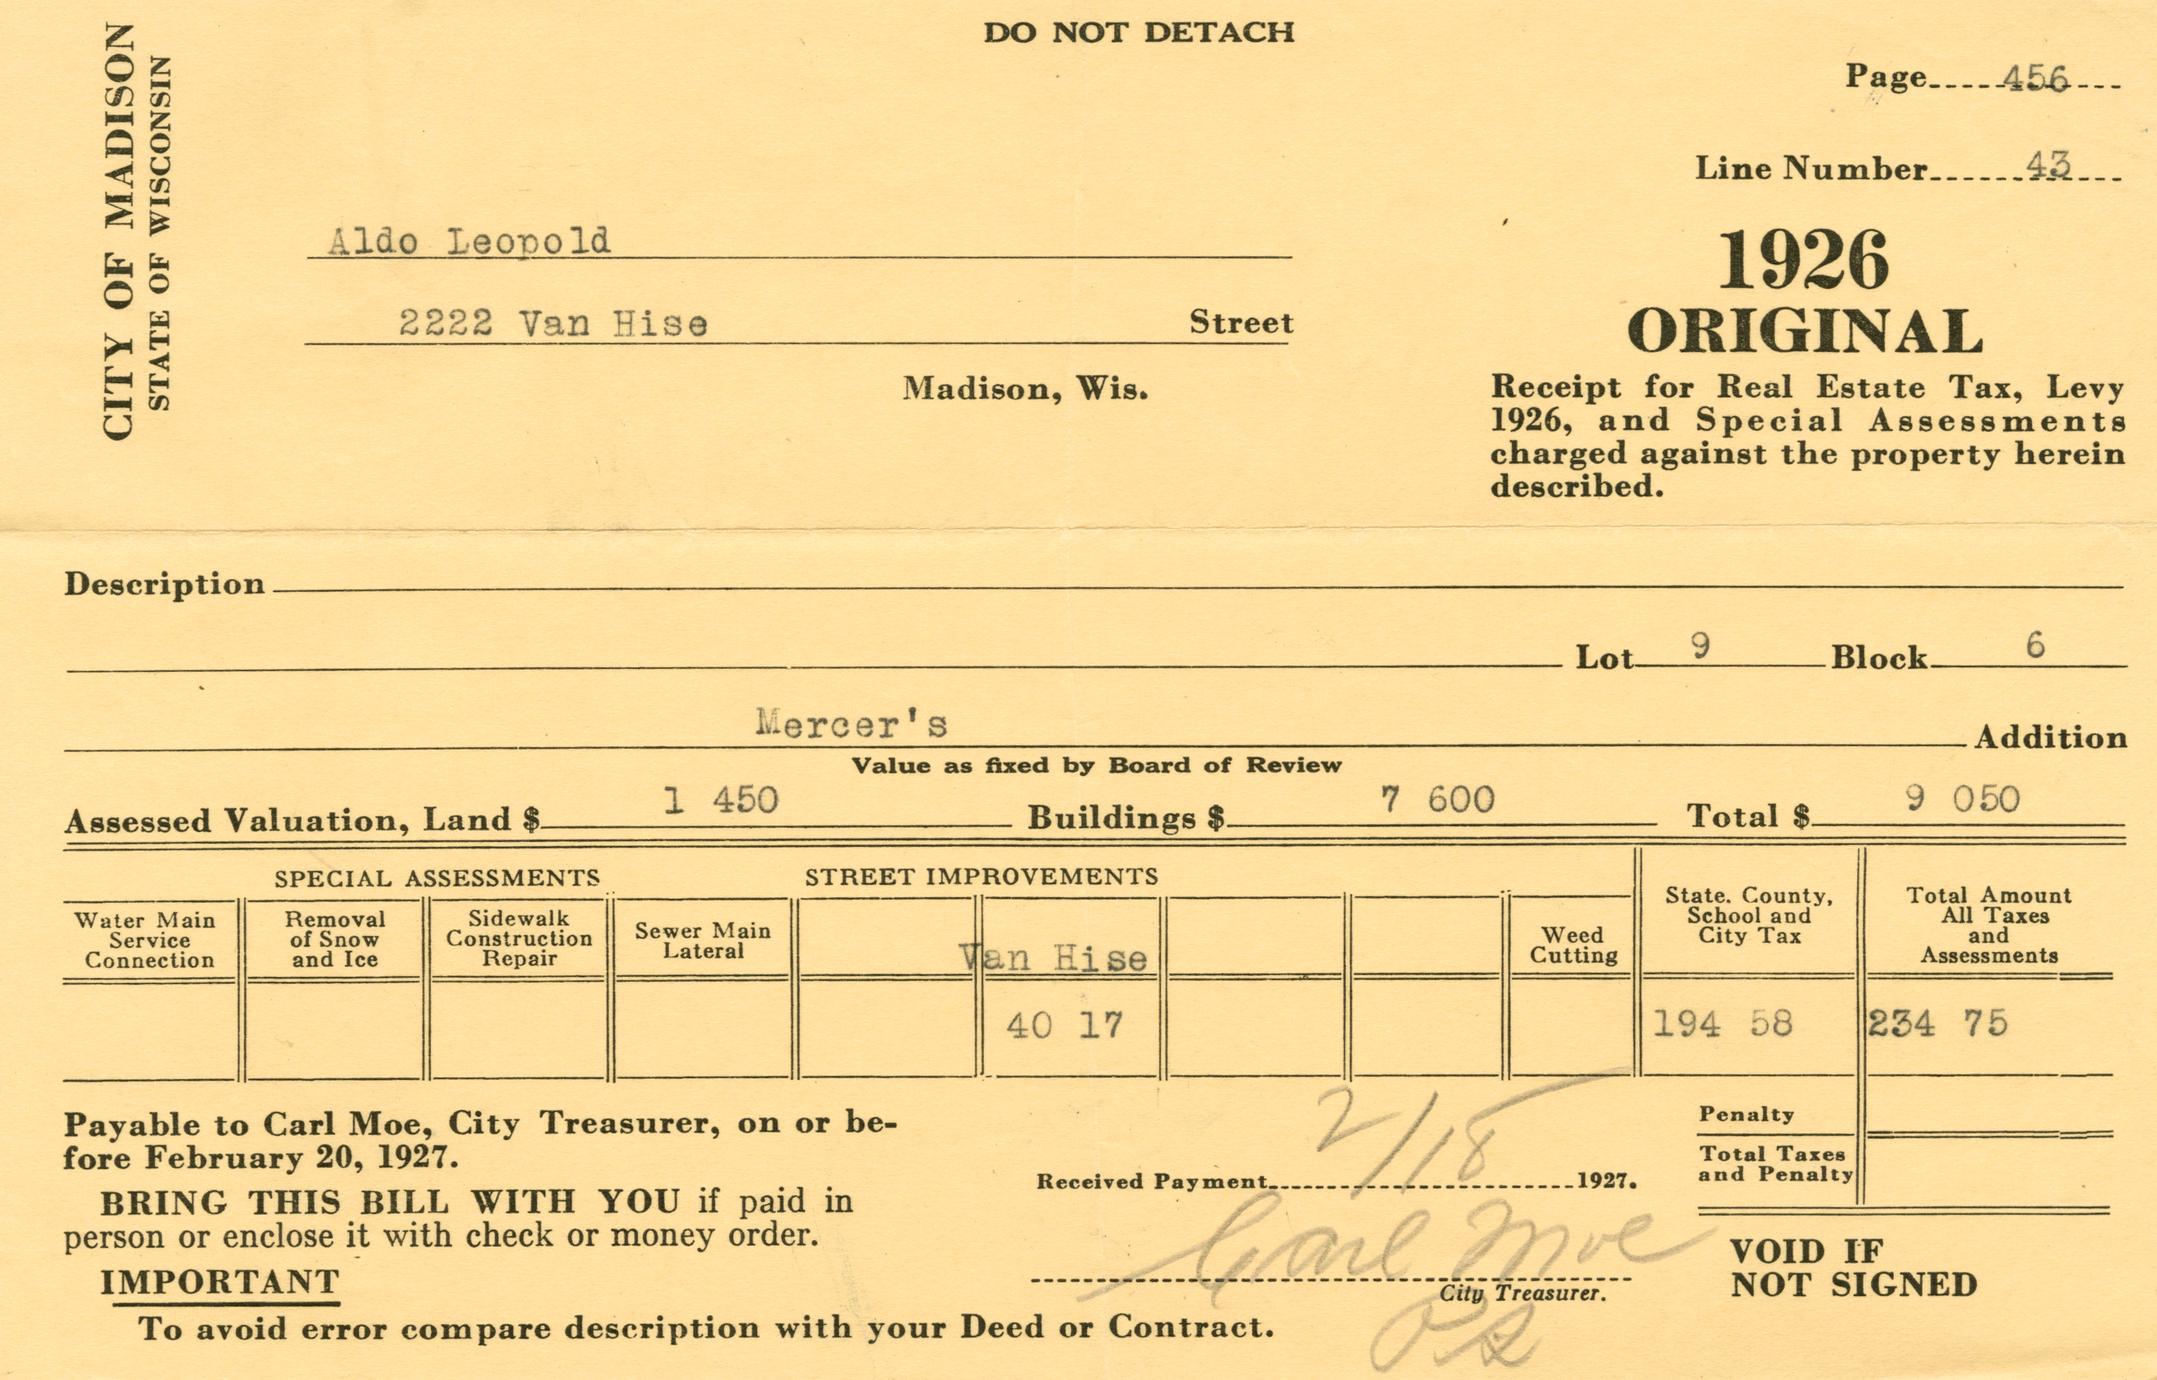 DO NOT DETACH
CITY OF MADISON
STATE OF WISCONSIN
Page 456
Line Number 43
Aldo Leopold
2222 Van Hise Street
Madison, Wis.
1926
ORIGINAL
Receipt for Real Estate Tax, Levy
1926, and Special Assessments
charged against the property herein
described.
Description
Lot 9 Block 6
Mercer's Addition
Value as fixed by Board of Review
Assessed Valuation, Land $ 1 450 Buildings $ 7 600 Total $ 9 050
SPECIAL ASSESSMENTS STREET IMPROVEMENTS
Water Main
Service
Connection
Removal
of Snow
and Ice
Sidewalk
Construction
Repair
Sewer Main
Lateral
Van Hise
Weed
Cutting
State. County,
School and
City Tax
Total Amount
All Taxes
and
Assessments
40 17 194 58 234 75
Payable to Carl Moe, City Treasurer, on or be-
fore February 20, 1927.
BRING THIS BILL WITH YOU if paid in
person or enclose it with check or money order.
IMPORTANT
To avoid error compare description with your Deed or Contract.
Received Payment 2/18 1927.
Carl Moe
City Treasurer.
Penalty
Total Taxes
and Penalty
VOID IF
NOT SIGNED